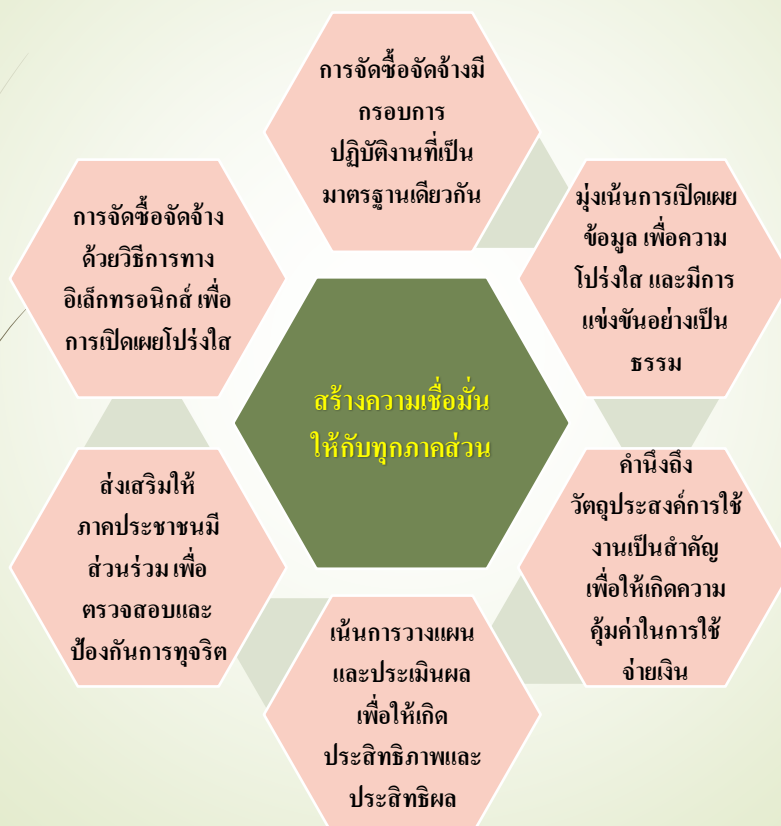 การจัดซื้อจัดจ้างมี
กรอบการ
ปฏิบัติงานที่เป็น
มาตรฐานเดียวกัน
มุ่งเน้นการเปิดเผย
ข้อมูล เพื่อความ
โปร่งใส และมีการ
แข่งขันอย่างเป็น
ธรรม
คำนึงถึง
วัตถุประสงค์การใช้
งานเป็นสำคัญ
เพื่อให้เกิดความ
คุ้มค่าในการใช้
จ่ายเงิน
เน้นการวางแผน
และประเมินผล
เพื่อให้เกิด
ประสิทธิภาพและ
ประสิทธิผล
ส่งเสริมให้
ภาคประชาชนมี
ส่วนร่วม เพื่อ
ตรวจสอบและ
ป้องกันการทุจริต
การจัดซื้อจัดจ้าง
ด้วยวิธีการทาง
อิเล็กทรอนิกส์ เพื่อ
การเปิดเผยโปร่งใส
สร้างความเชื่อมั่น
ให้กับทุกภาคส่วน